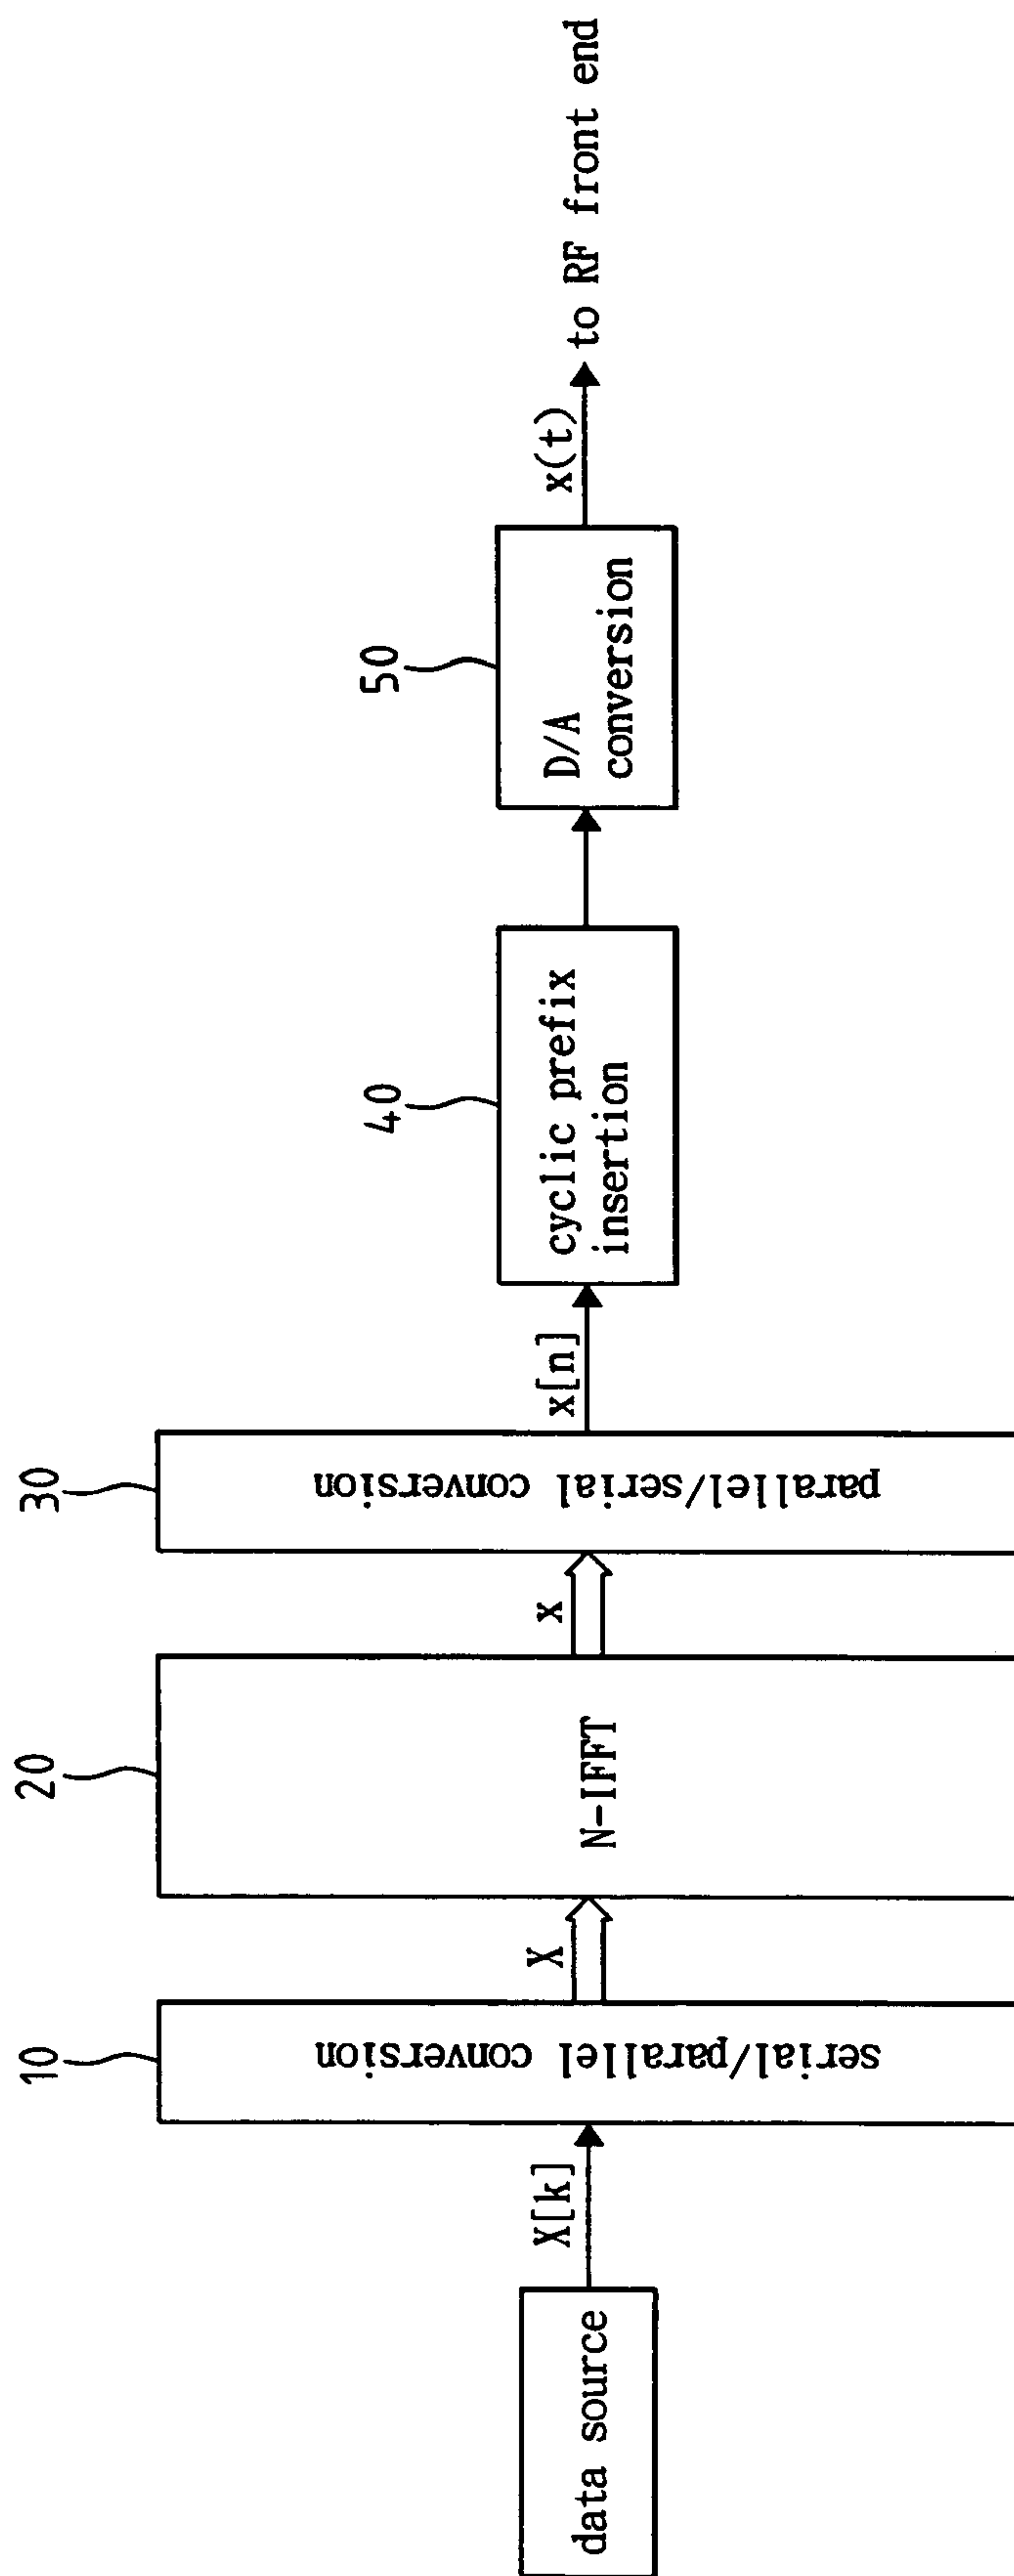 data source
X[k]
10
serial/parallel conversion
X
20
N-IFFT
x
30
parallel/serial conversion
x[n]
40
cyclic prefix
insertion
50
D/A
conversion
x(t)
to RF front end